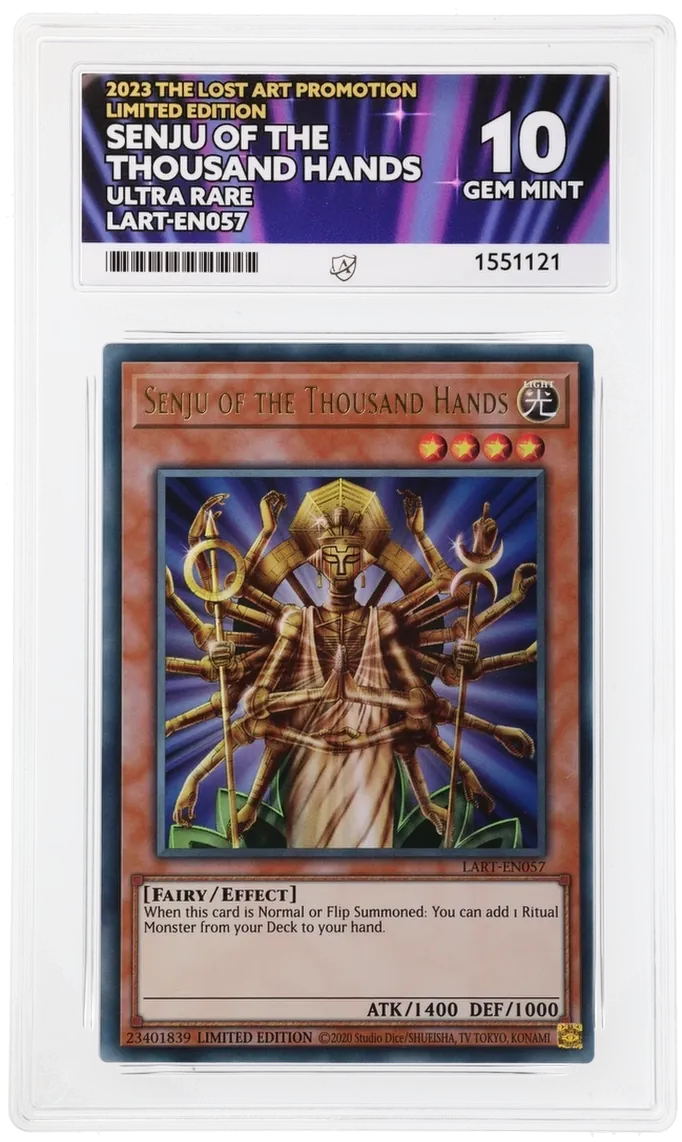 2023 THE LOST ART PROMOTION
LIMITED EDITION
SENJU OF THE
THOUSAND HANDS
ULTRA RARE
LART-EN057
10
GEM MINT
1551121
SENJU OF THE THOUSAND HANDS
LIGHT
光
LART-EN057
[FAIRY/EFFECT]
When this card is Normal or Flip Summoned: You can add 1 Ritual
Monster from your Deck to your hand.
ATK/1400 DEF/1000
23401839 LIMITED EDITION ©2020 Studio Dice/SHUEISHA, TV TOKYO, KONAMI